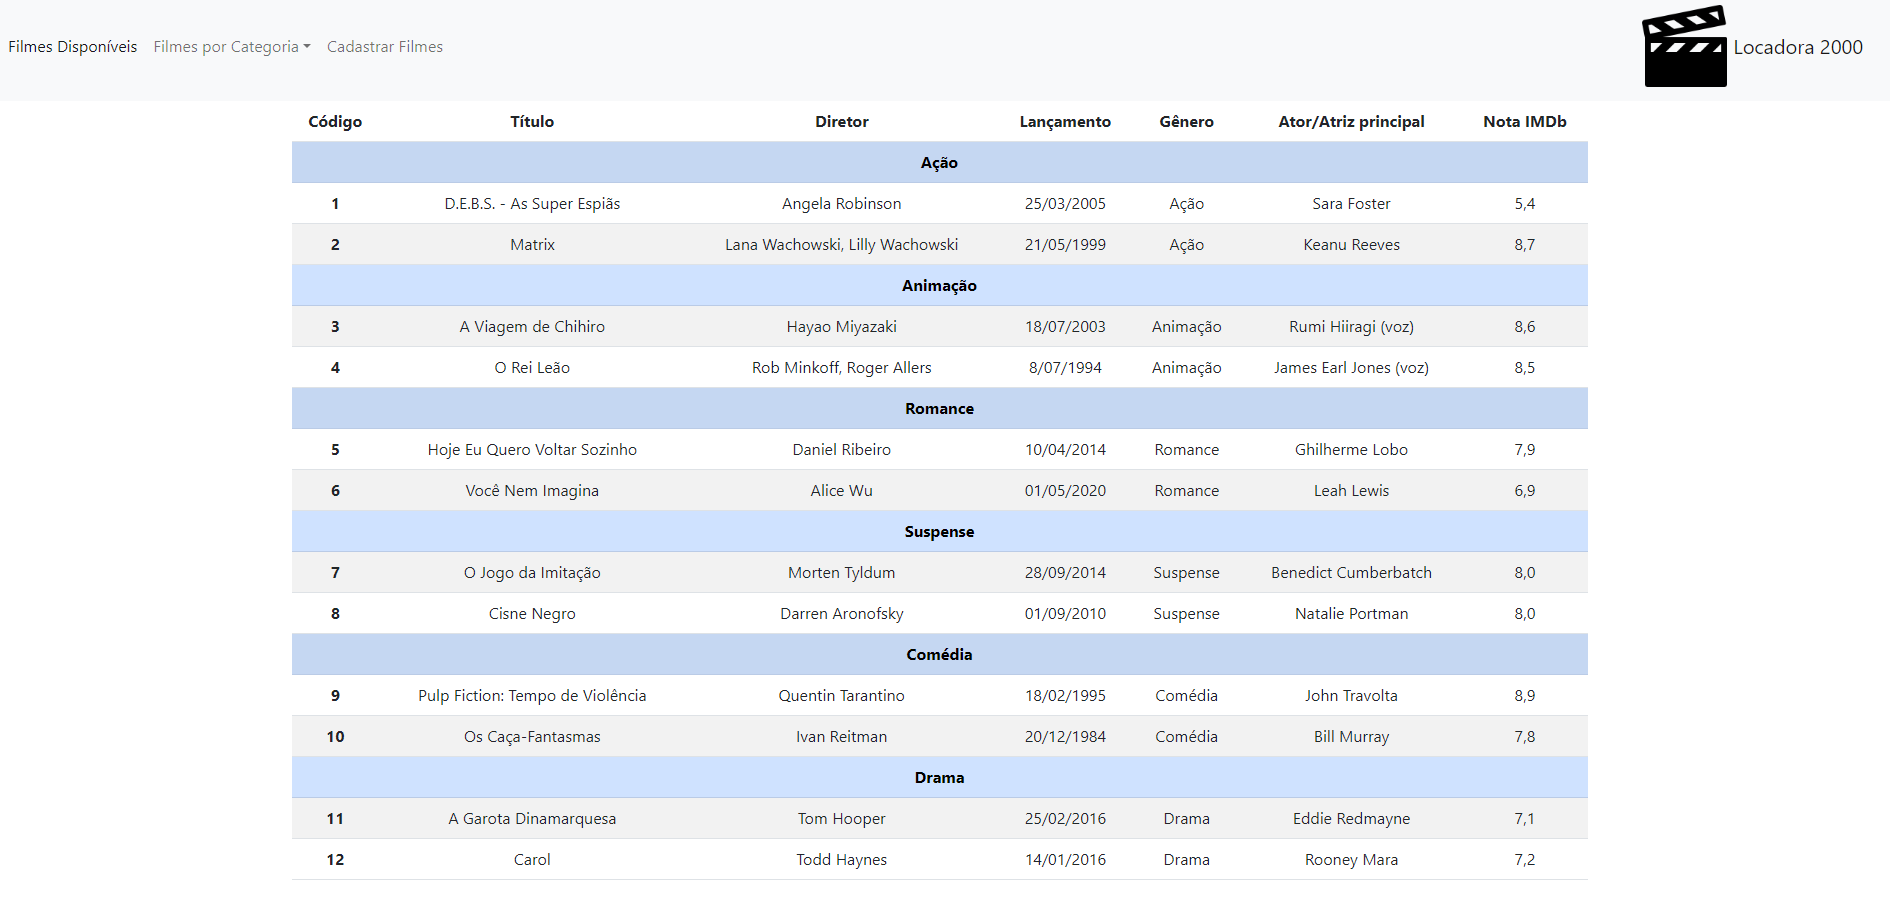 Filmes Disponíveis Filmes por Categoria Cadastrar Filmes Locadora 2000
Código Título Diretor Lançamento Gênero Ator/Atriz principal Nota IMDb
Ação
1 D.E.B.S. - As Super Espiãs Angela Robinson 25/03/2005 Ação Sara Foster 5,4
2 Matrix Lana Wachowski, Lilly Wachowski 21/05/1999 Ação Keanu Reeves 8,7
Animação
3 A Viagem de Chihiro Hayao Miyazaki 18/07/2003 Animação Rumi Hiiragi (voz) 8,6
4 O Rei Leão Rob Minkoff, Roger Allers 8/07/1994 Animação James Earl Jones (voz) 8,5
Romance
5 Hoje Eu Quero Voltar Sozinho Daniel Ribeiro 10/04/2014 Romance Ghilherme Lobo 7,9
6 Você Nem Imagina Alice Wu 01/05/2020 Romance Leah Lewis 6,9
Suspense
7 O Jogo da Imitação Morten Tyldum 28/09/2014 Suspense Benedict Cumberbatch 8,0
8 Cisne Negro Darren Aronofsky 01/09/2010 Suspense Natalie Portman 8,0
Comédia
9 Pulp Fiction: Tempo de Violência Quentin Tarantino 18/02/1995 Comédia John Travolta 8,9
10 Os Caça-Fantasmas Ivan Reitman 20/12/1984 Comédia Bill Murray 7,8
Drama
11 A Garota Dinamarquesa Tom Hooper 25/02/2016 Drama Eddie Redmayne 7,1
12 Carol Todd Haynes 14/01/2016 Drama Rooney Mara 7,2